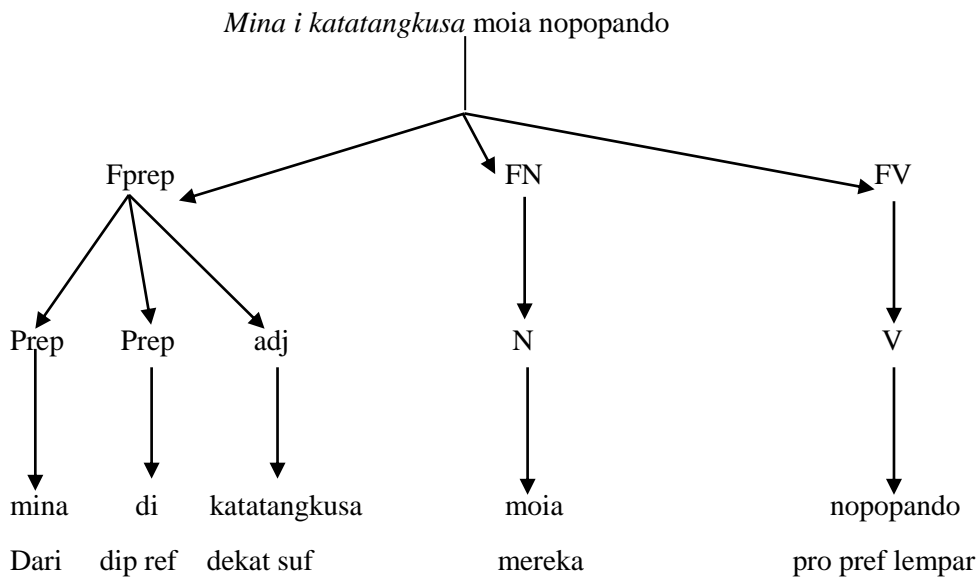 Mina i katatangkusa moia nopopando
Fprep FN FV
Prep Prep adj N V
mina di katatangkusa moia nopopando
Dari dip ref dekat suf mereka pro pref lempar